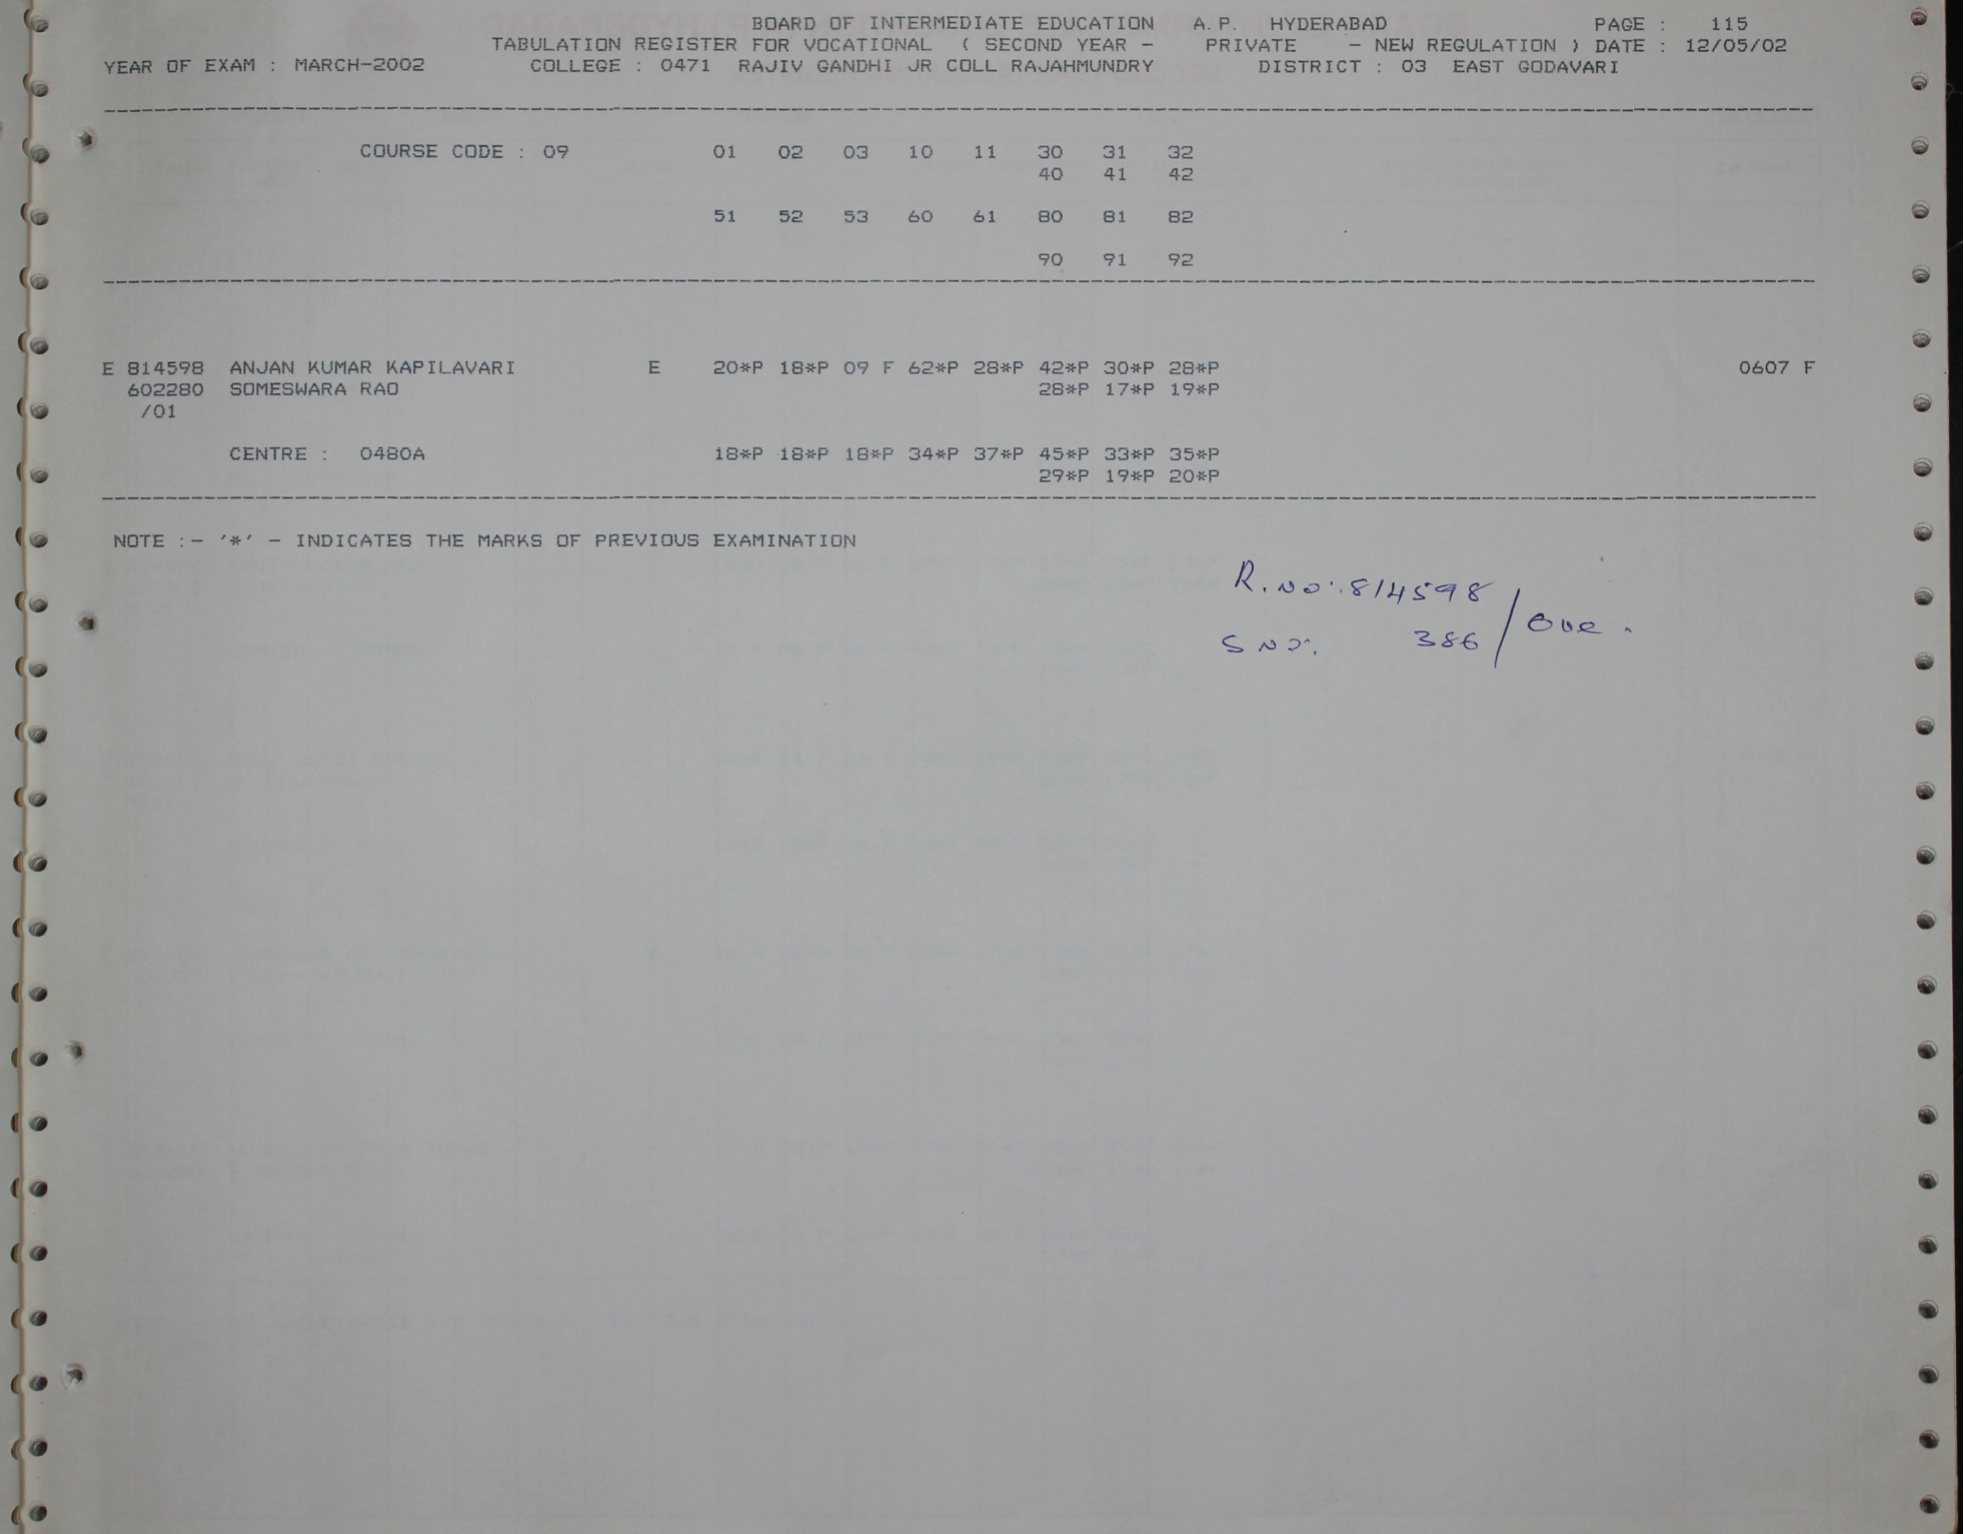 BOARD OF INTERMEDIATE EDUCATION A.P. HYDERABAD PAGE : 115
TABULATION REGISTER FOR VOCATIONAL ( SECOND YEAR - PRIVATE - NEW REGULATION ) DATE : 12/05/02
YEAR OF EXAM : MARCH-2002 COLLEGE : 0471 RAJIV GANDHI JR COLL RAJAHMUNDRY DISTRICT : 03 EAST GODAVARI
COURSE CODE : 09 01 02 03 10 11 30 31 32
40 41 42
51 52 53 60 61 80 81 82
90 91 92
E 814598 ANJAN KUMAR KAPILAVARI E 20*P 18*P 09 F 62*P 28*P 42*P 30*P 28*P 0607 F
602280 SOMESWARA RAO 28*P 17*P 19*P
/01
CENTRE : 0480A 18*P 18*P 18*P 34*P 37*P 45*P 33*P 35*P
29*P 19*P 20*P
NOTE :- '*' - INDICATES THE MARKS OF PREVIOUS EXAMINATION
R.No: 814598
S No: 386